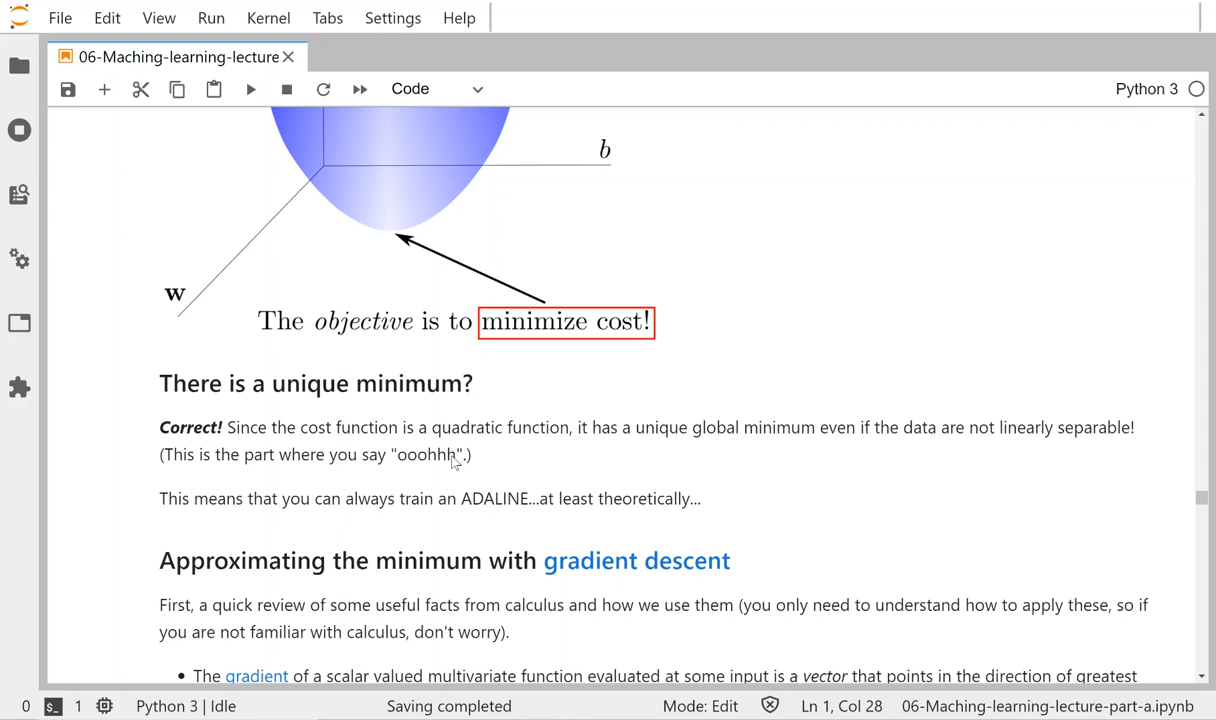 File Edit View Run Kernel Tabs Settings Help
06-Maching-learning-lecture
Code Python 3
b
w
The objective is to minimize cost!
There is a unique minimum?
Correct! Since the cost function is a quadratic function, it has a unique global minimum even if the data are not linearly separable!
(This is the part where you say "ooohhh".)
This means that you can always train an ADALINE...at least theoretically...
Approximating the minimum with gradient descent
First, a quick review of some useful facts from calculus and how we use them (you only need to understand how to apply these, so if
you are not familiar with calculus, don't worry).
• The gradient of a scalar valued multivariate function evaluated at some input is a vector that points in the direction of greatest
0 $_ 1 Python 3 | Idle Saving completed Mode: Edit Ln 1, Col 28 06-Maching-learning-lecture-part-a.ipynb